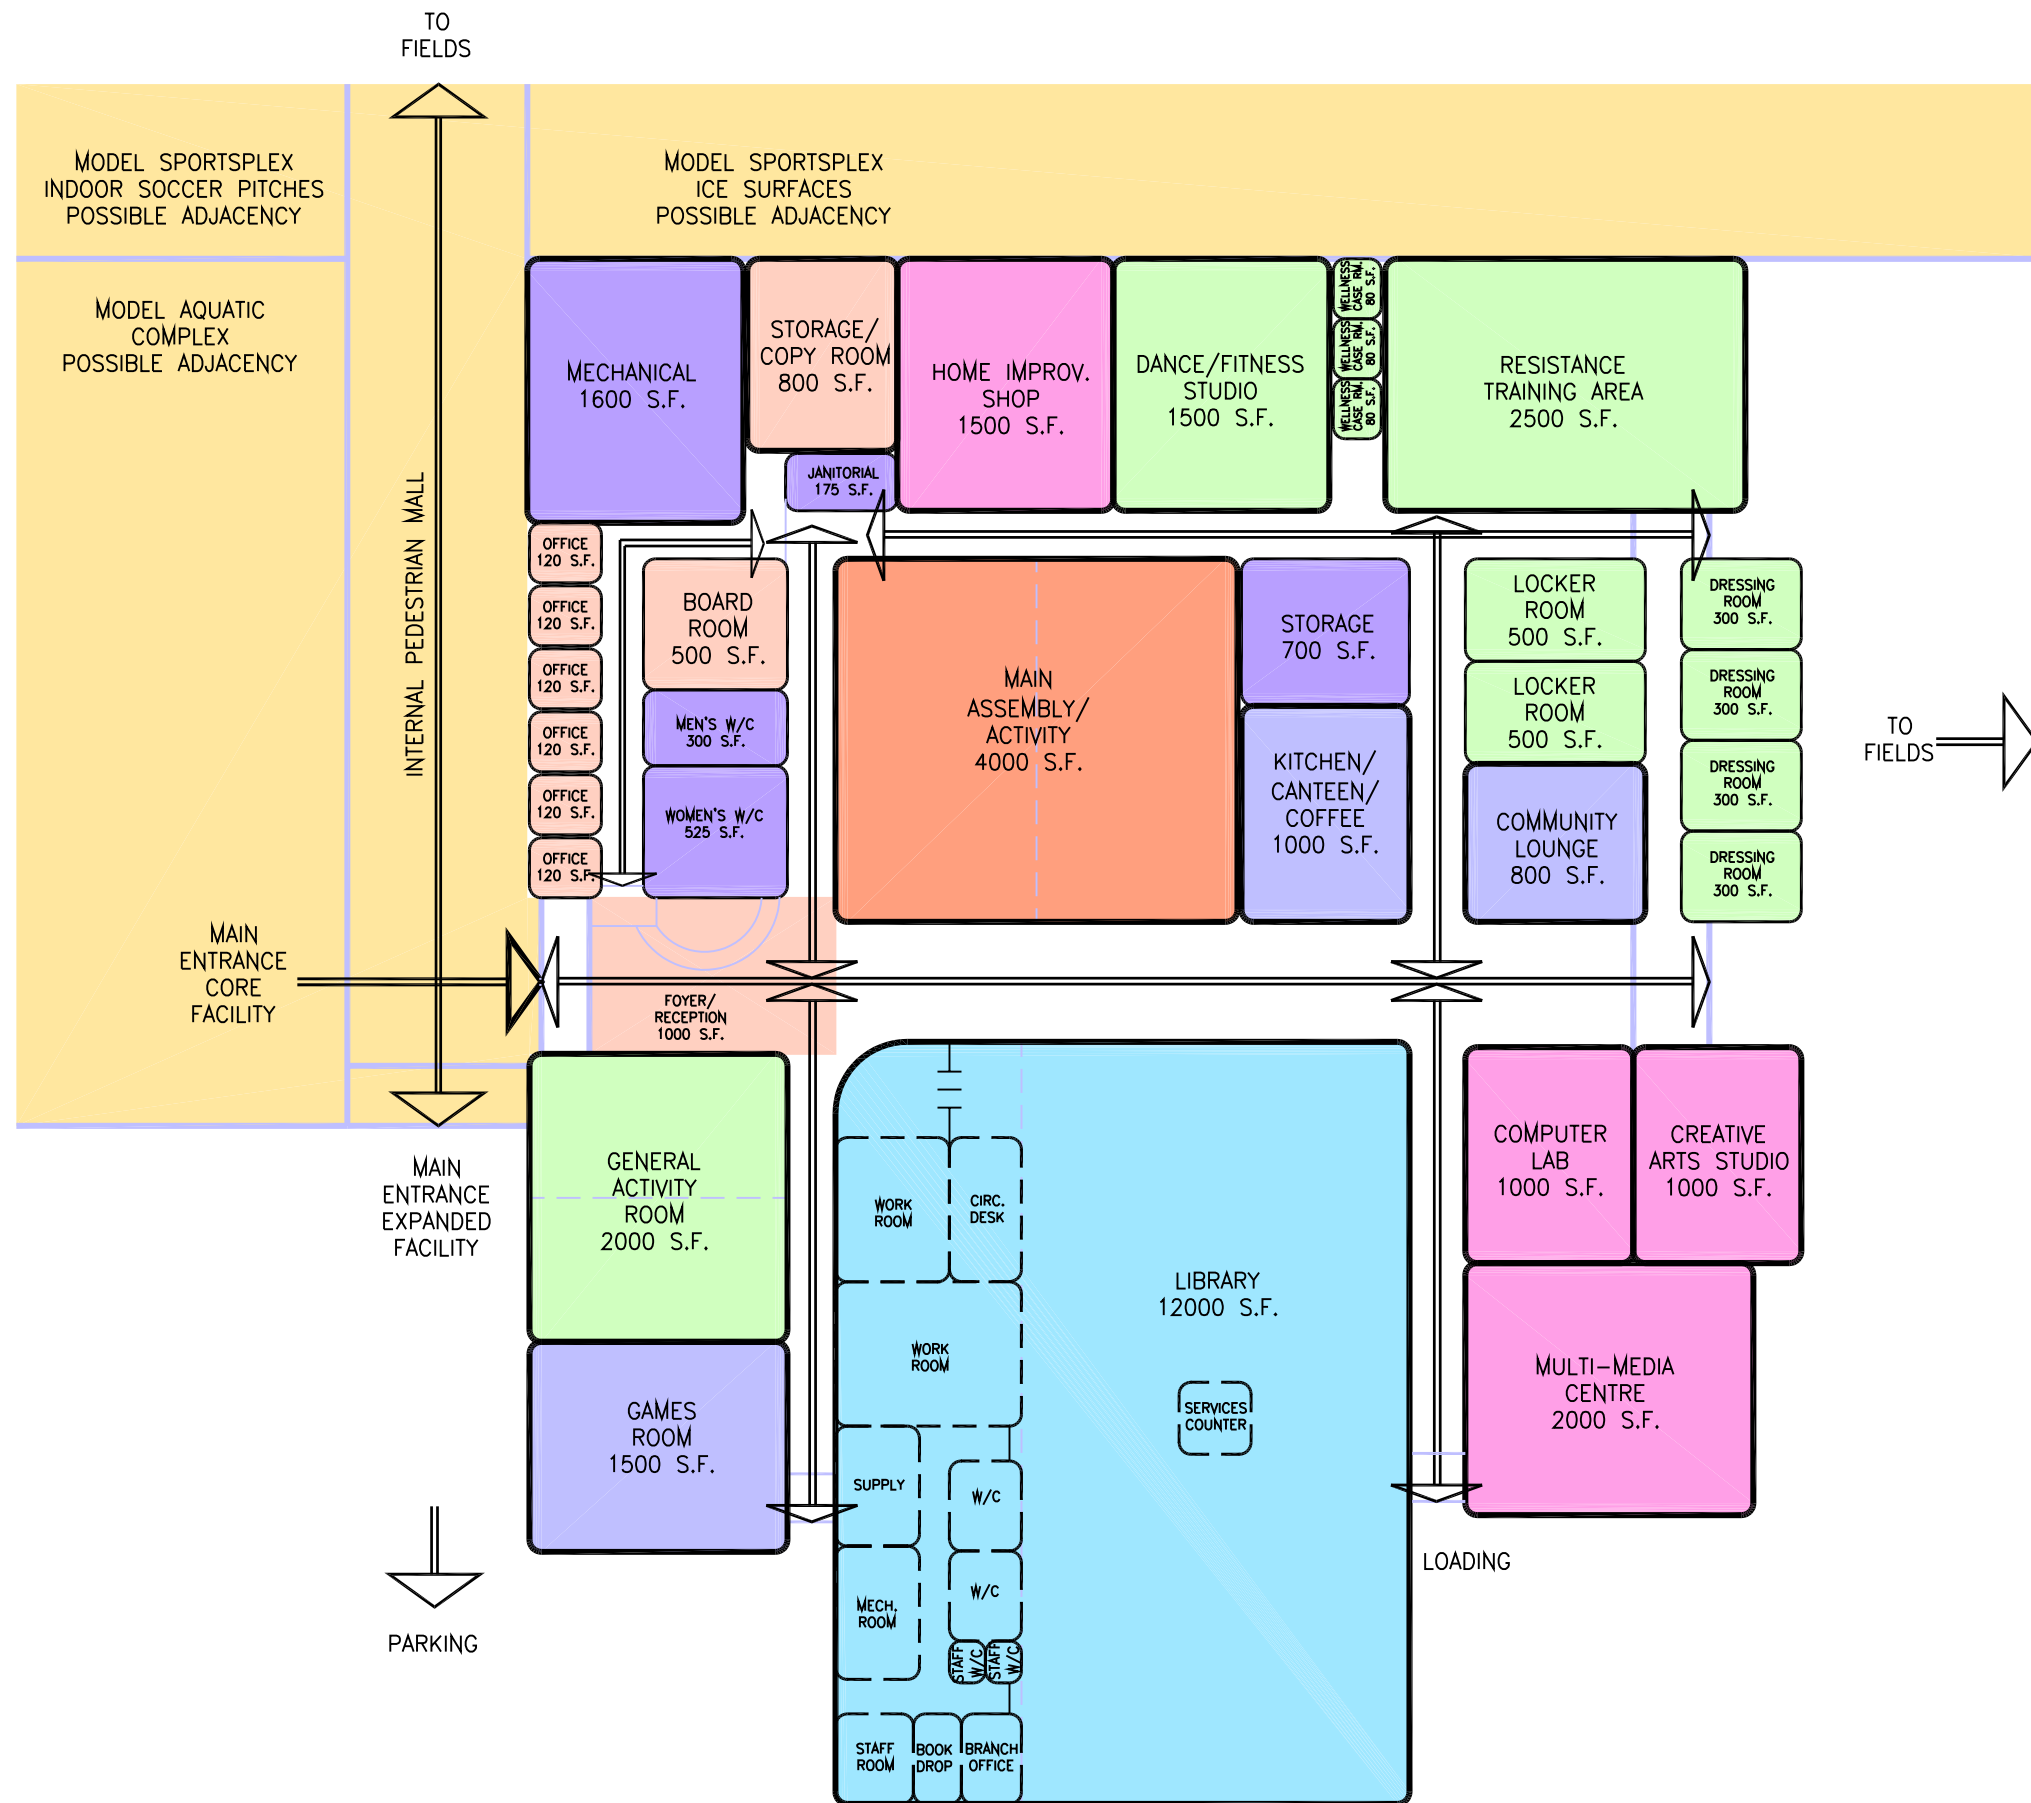 TO
FIELDS
MODEL SPORTSPLEX
INDOOR SOCCER PITCHES
POSSIBLE ADJACENCY
MODEL SPORTSPLEX
ICE SURFACES
POSSIBLE ADJACENCY
MODEL AQUATIC
COMPLEX
POSSIBLE ADJACENCY
INTERNAL PEDESTRIAN MALL
MECHANICAL
1600 S.F.
STORAGE/
COPY ROOM
800 S.F.
JANITORIAL
175 S.F.
HOME IMPROV.
SHOP
1500 S.F.
DANCE/FITNESS
STUDIO
1500 S.F.
WELLNESS
CASE RM.
80 S.F.
WELLNESS
CASE RM.
80 S.F.
WELLNESS
CASE RM.
80 S.F.
RESISTANCE
TRAINING AREA
2500 S.F.
OFFICE
120 S.F.
OFFICE
120 S.F.
OFFICE
120 S.F.
OFFICE
120 S.F.
OFFICE
120 S.F.
OFFICE
120 S.F.
BOARD
ROOM
500 S.F.
MEN'S W/C
300 S.F.
WOMEN'S W/C
525 S.F.
MAIN
ASSEMBLY/
ACTIVITY
4000 S.F.
STORAGE
700 S.F.
KITCHEN/
CANTEEN/
COFFEE
1000 S.F.
LOCKER
ROOM
500 S.F.
LOCKER
ROOM
500 S.F.
COMMUNITY
LOUNGE
800 S.F.
DRESSING
ROOM
300 S.F.
DRESSING
ROOM
300 S.F.
DRESSING
ROOM
300 S.F.
DRESSING
ROOM
300 S.F.
TO
FIELDS
MAIN
ENTRANCE
CORE
FACILITY
FOYER/
RECEPTION
1000 S.F.
MAIN
ENTRANCE
EXPANDED
FACILITY
GENERAL
ACTIVITY
ROOM
2000 S.F.
GAMES
ROOM
1500 S.F.
WORK
ROOM
CIRC.
DESK
WORK
ROOM
LIBRARY
12000 S.F.
SERVICES
COUNTER
SUPPLY
W/C
W/C
MECH.
ROOM
STAFF
W/C
STAFF
W/C
STAFF
ROOM
BOOK
DROP
BRANCH
OFFICE
COMPUTER
LAB
1000 S.F.
CREATIVE
ARTS STUDIO
1000 S.F.
MULTI-MEDIA
CENTRE
2000 S.F.
LOADING
PARKING